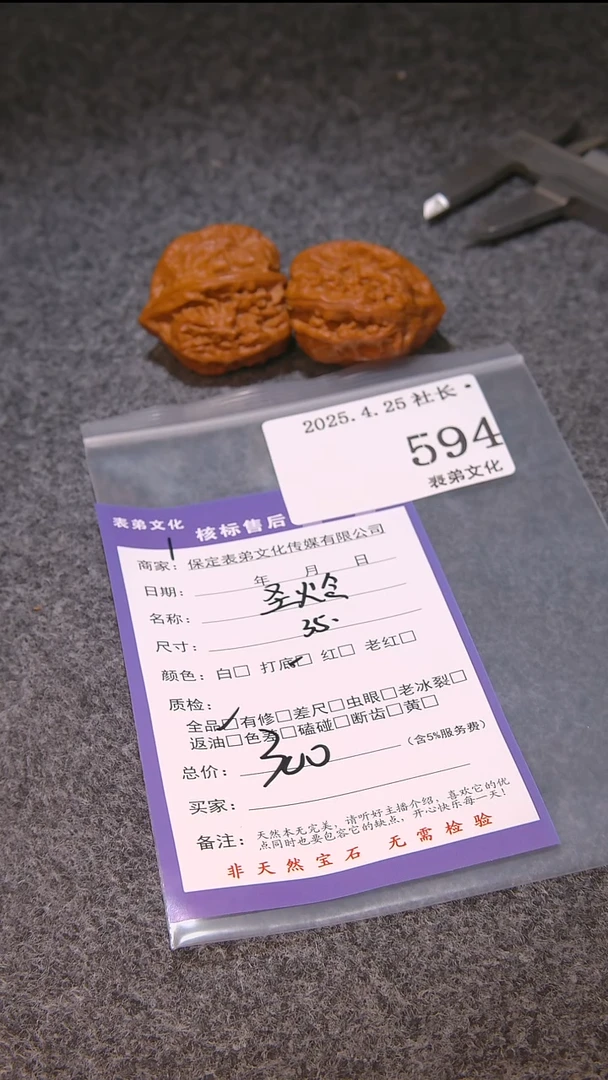 2025.4.25 社长·
594
表弟文化
表弟文化 核标售后
商家：保定表弟文化传媒有限公司
日期： 年 月 日
名称：圣火令
尺寸：35.
颜色：白□ 打底□ 红□ 老红□
质检：
全品□有修□差尺□虫眼□老冰裂□
返油□色差□磕碰□断齿□黄□
总价：300（含5%服务费）
买家：
备注：天然本无完美，请听好主播介绍，喜欢它的优
点同时也要包容它的缺点，开心快乐每一天！
非天然宝石 无需检验